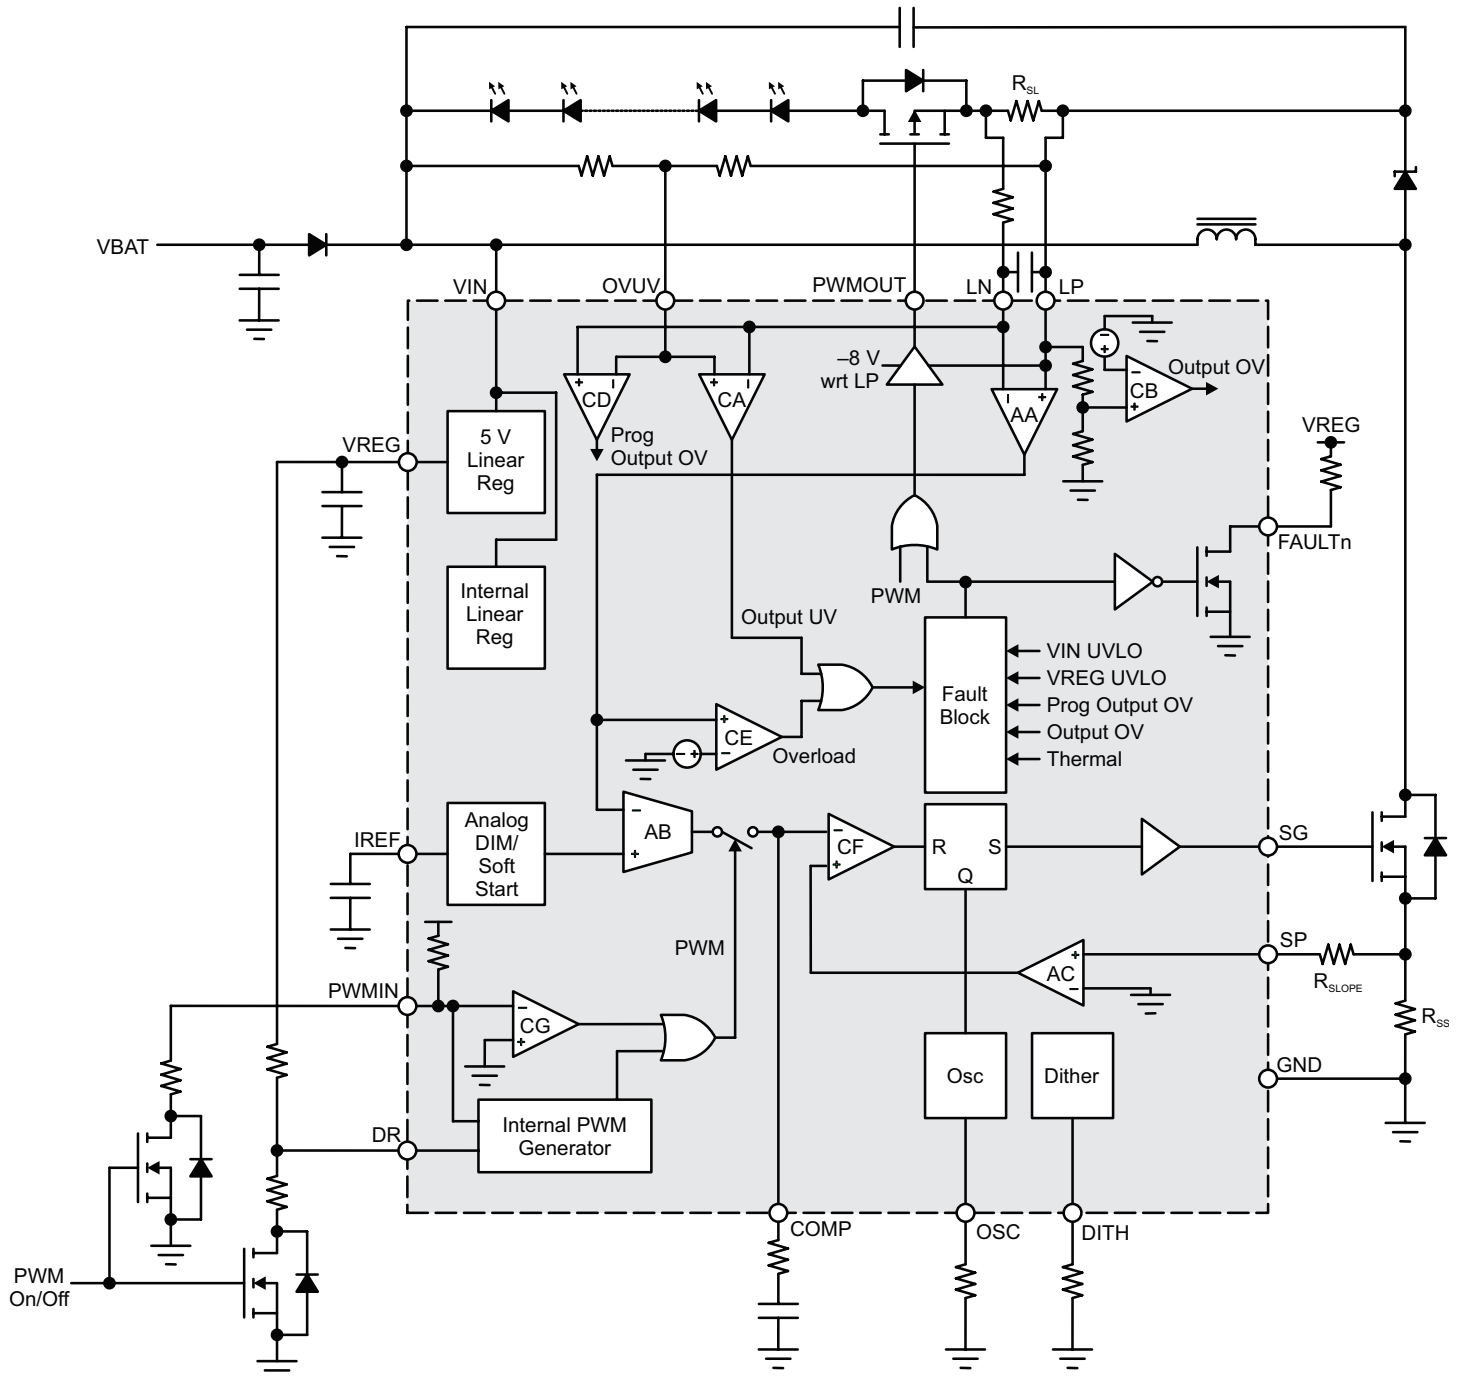 R_SL
VBAT
VIN
OVUV
PWMOUT
LN
LP
–8 V
wrt LP
Output OV
CD
CA
AA
CB
Prog
Output OV
VREG
5 V
Linear
Reg
VREG
FAULTn
Internal
Linear
Reg
PWM
Output UV
Fault
Block
VIN UVLO
VREG UVLO
Prog Output OV
Output OV
Thermal
CE
Overload
IREF
Analog
DIM/
Soft
Start
AB
CF
R
S
Q
SG
PWM
SP
AC
R_SLOPE
PWMIN
CG
R_SS
Osc
Dither
GND
DR
Internal PWM
Generator
COMP
OSC
DITH
PWM
On/Off